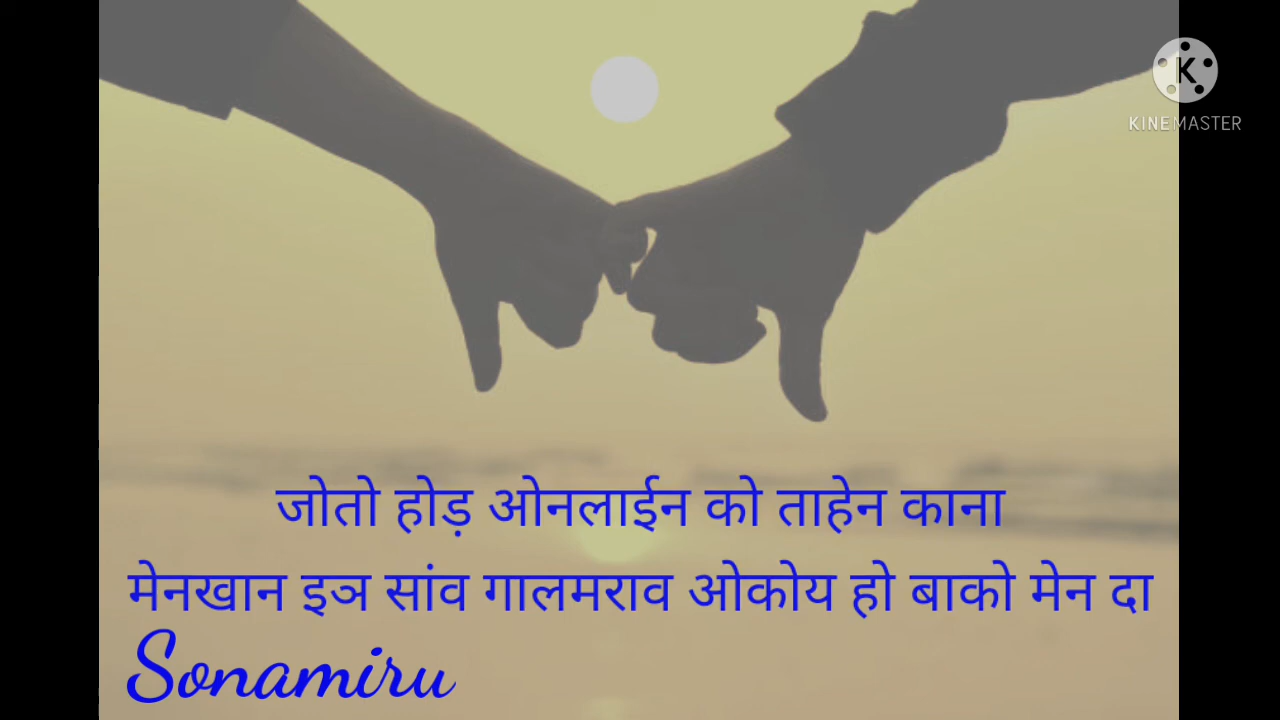 K
KINEMASTER
जोतो होड़ ओनलाईन को ताहेन काना
मेनखान इञ सांव गालमराव ओकोय हो बाको मेन दा
Sonamiru